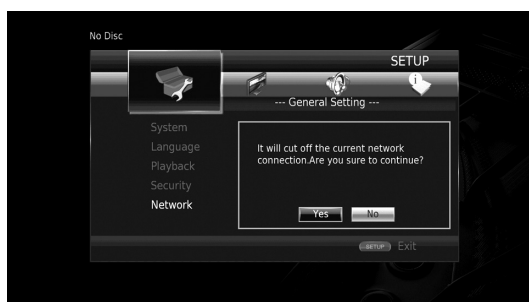 No Disc
SETUP
--- General Setting ---
System
Language
Playback
Security
Network
It will cut off the current network
connection.Are you sure to continue?
Yes No
SETUP Exit